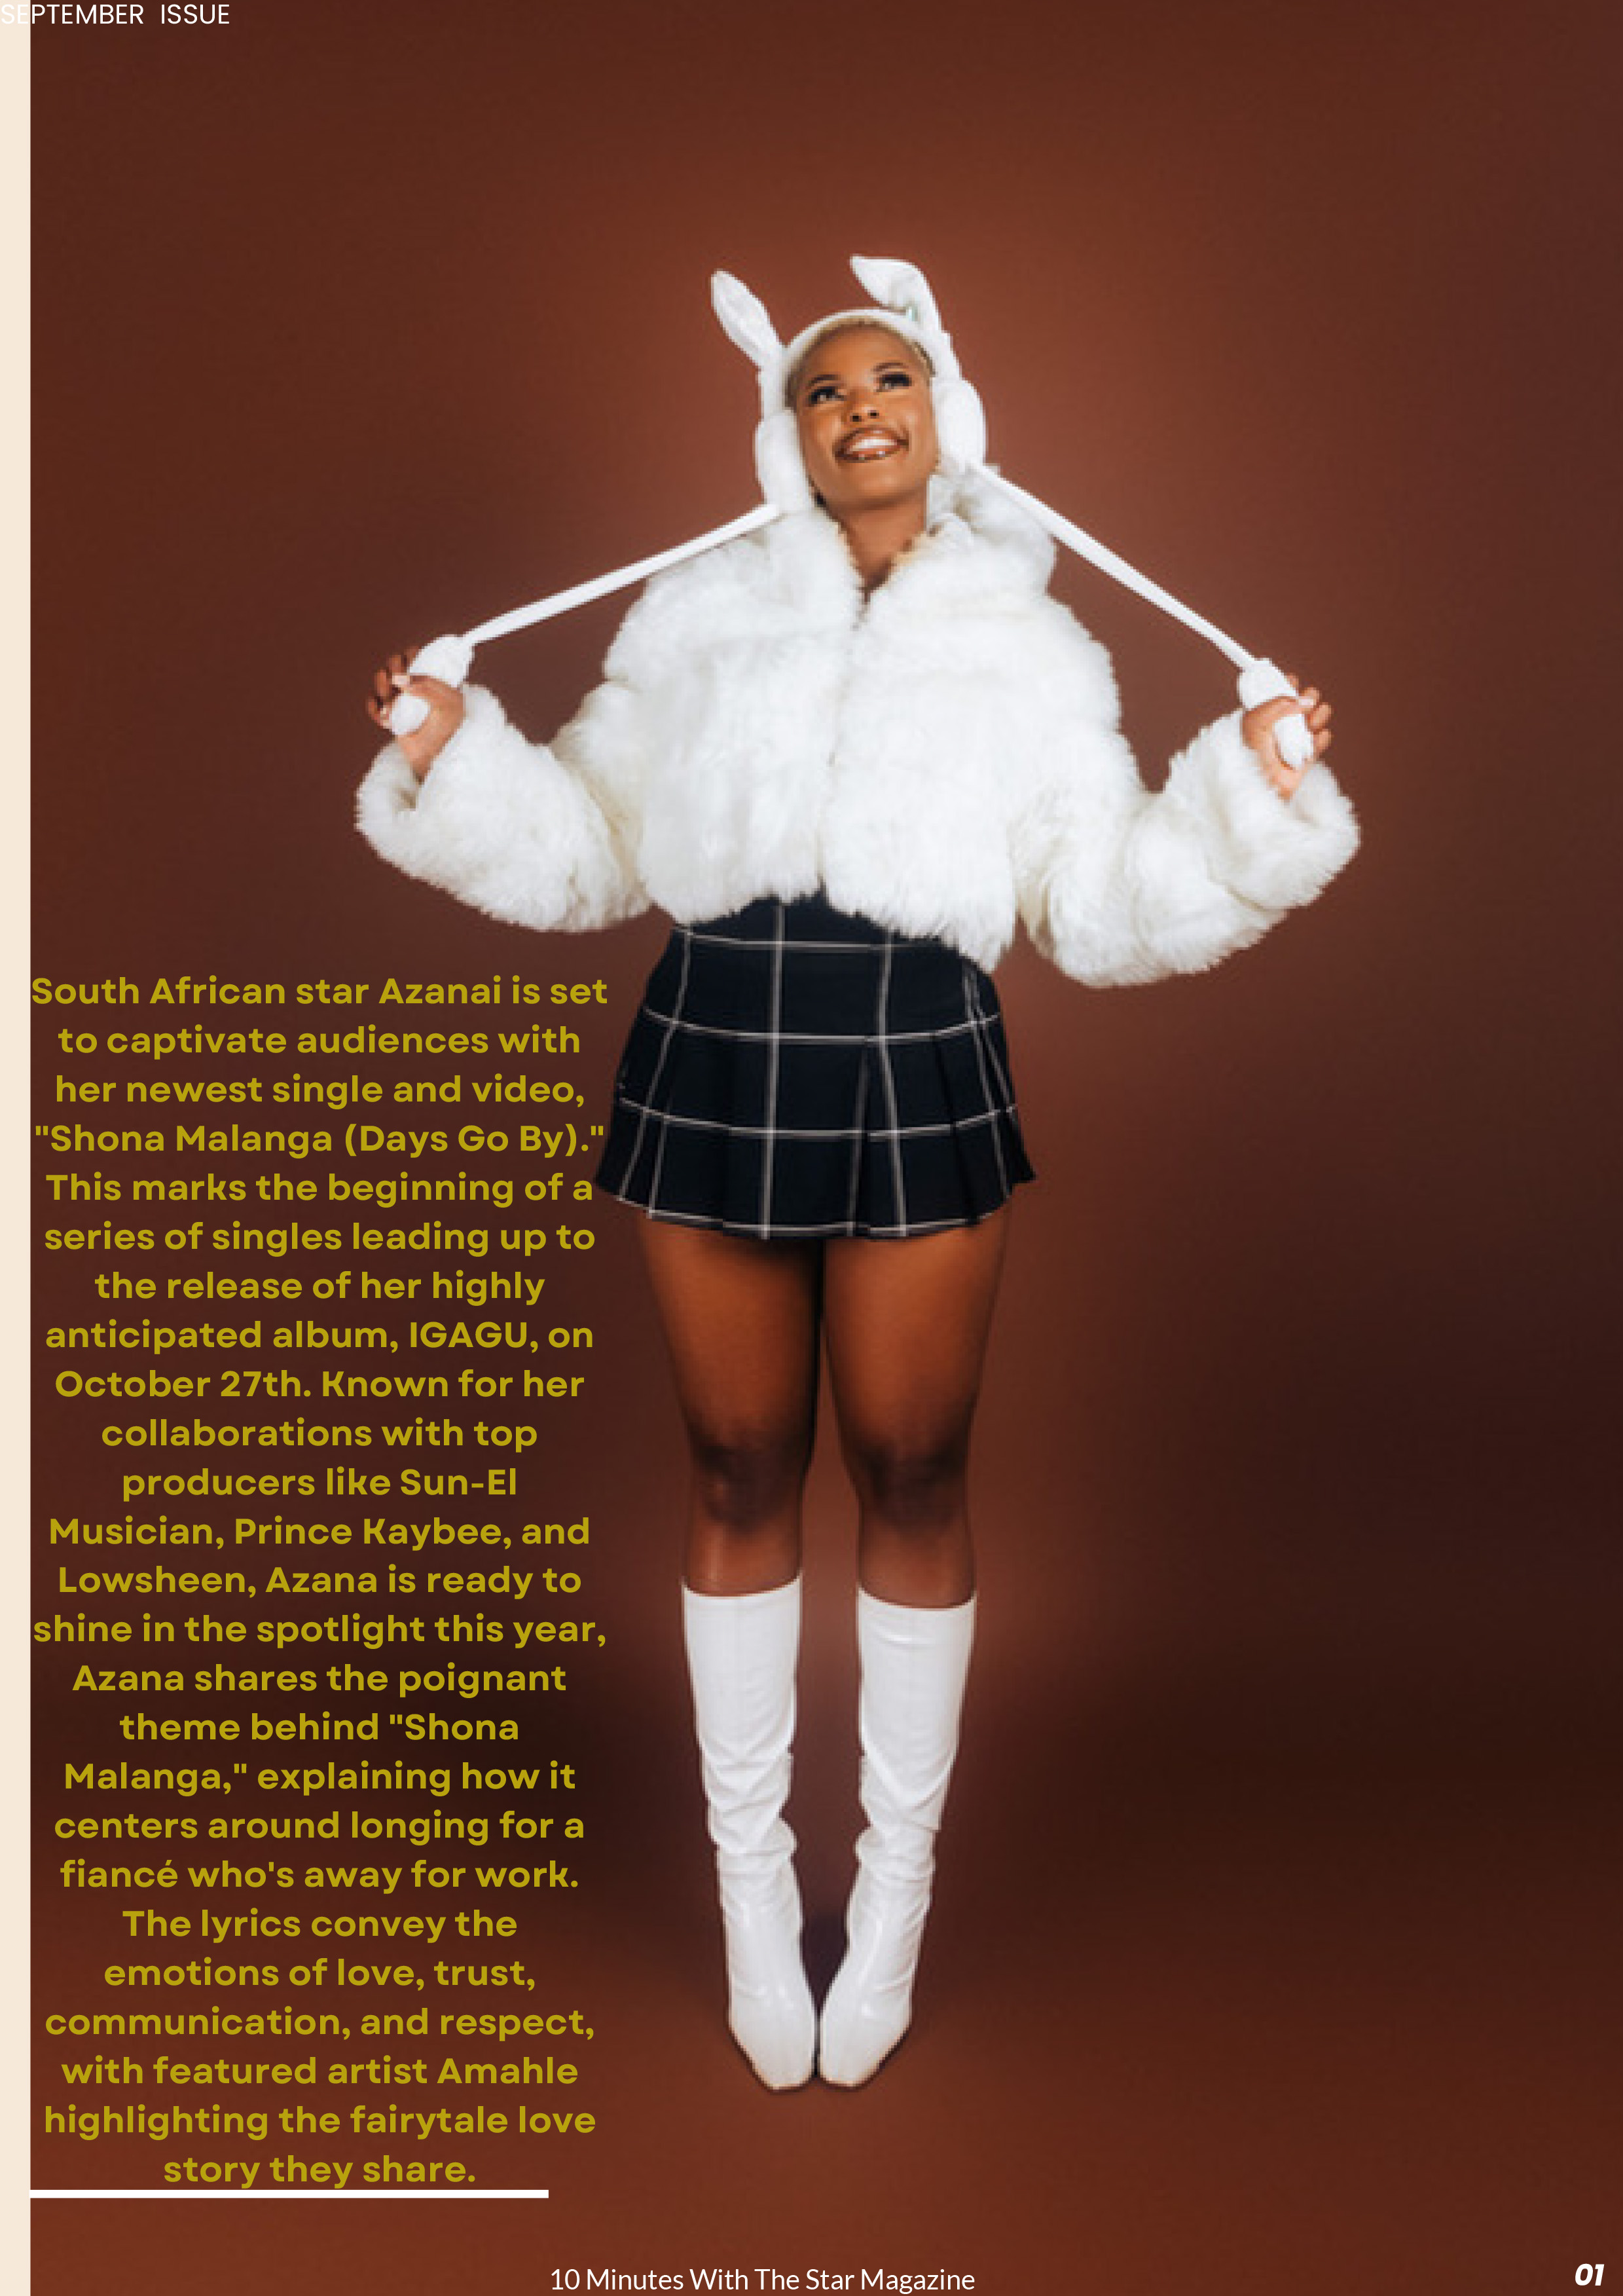 SEPTEMBER ISSUE
South African star Azanai is set
to captivate audiences with
her newest single and video,
"Shona Malanga (Days Go By)."
This marks the beginning of a
series of singles leading up to
the release of her highly
anticipated album, IGAGU, on
October 27th. Known for her
collaborations with top
producers like Sun-El
Musician, Prince Kaybee, and
Lowsheen, Azana is ready to
shine in the spotlight this year,
Azana shares the poignant
theme behind "Shona
Malanga," explaining how it
centers around longing for a
fiancé who's away for work.
The lyrics convey the
emotions of love, trust,
communication, and respect,
with featured artist Amahle
highlighting the fairytale love
story they share.
10 Minutes With The Star Magazine
01